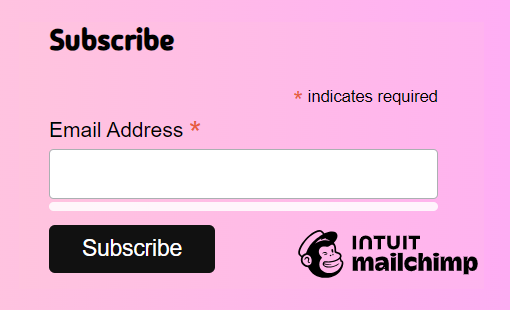 Subscribe
* indicates required
Email Address *
Subscribe
INTUIT
mailchimp